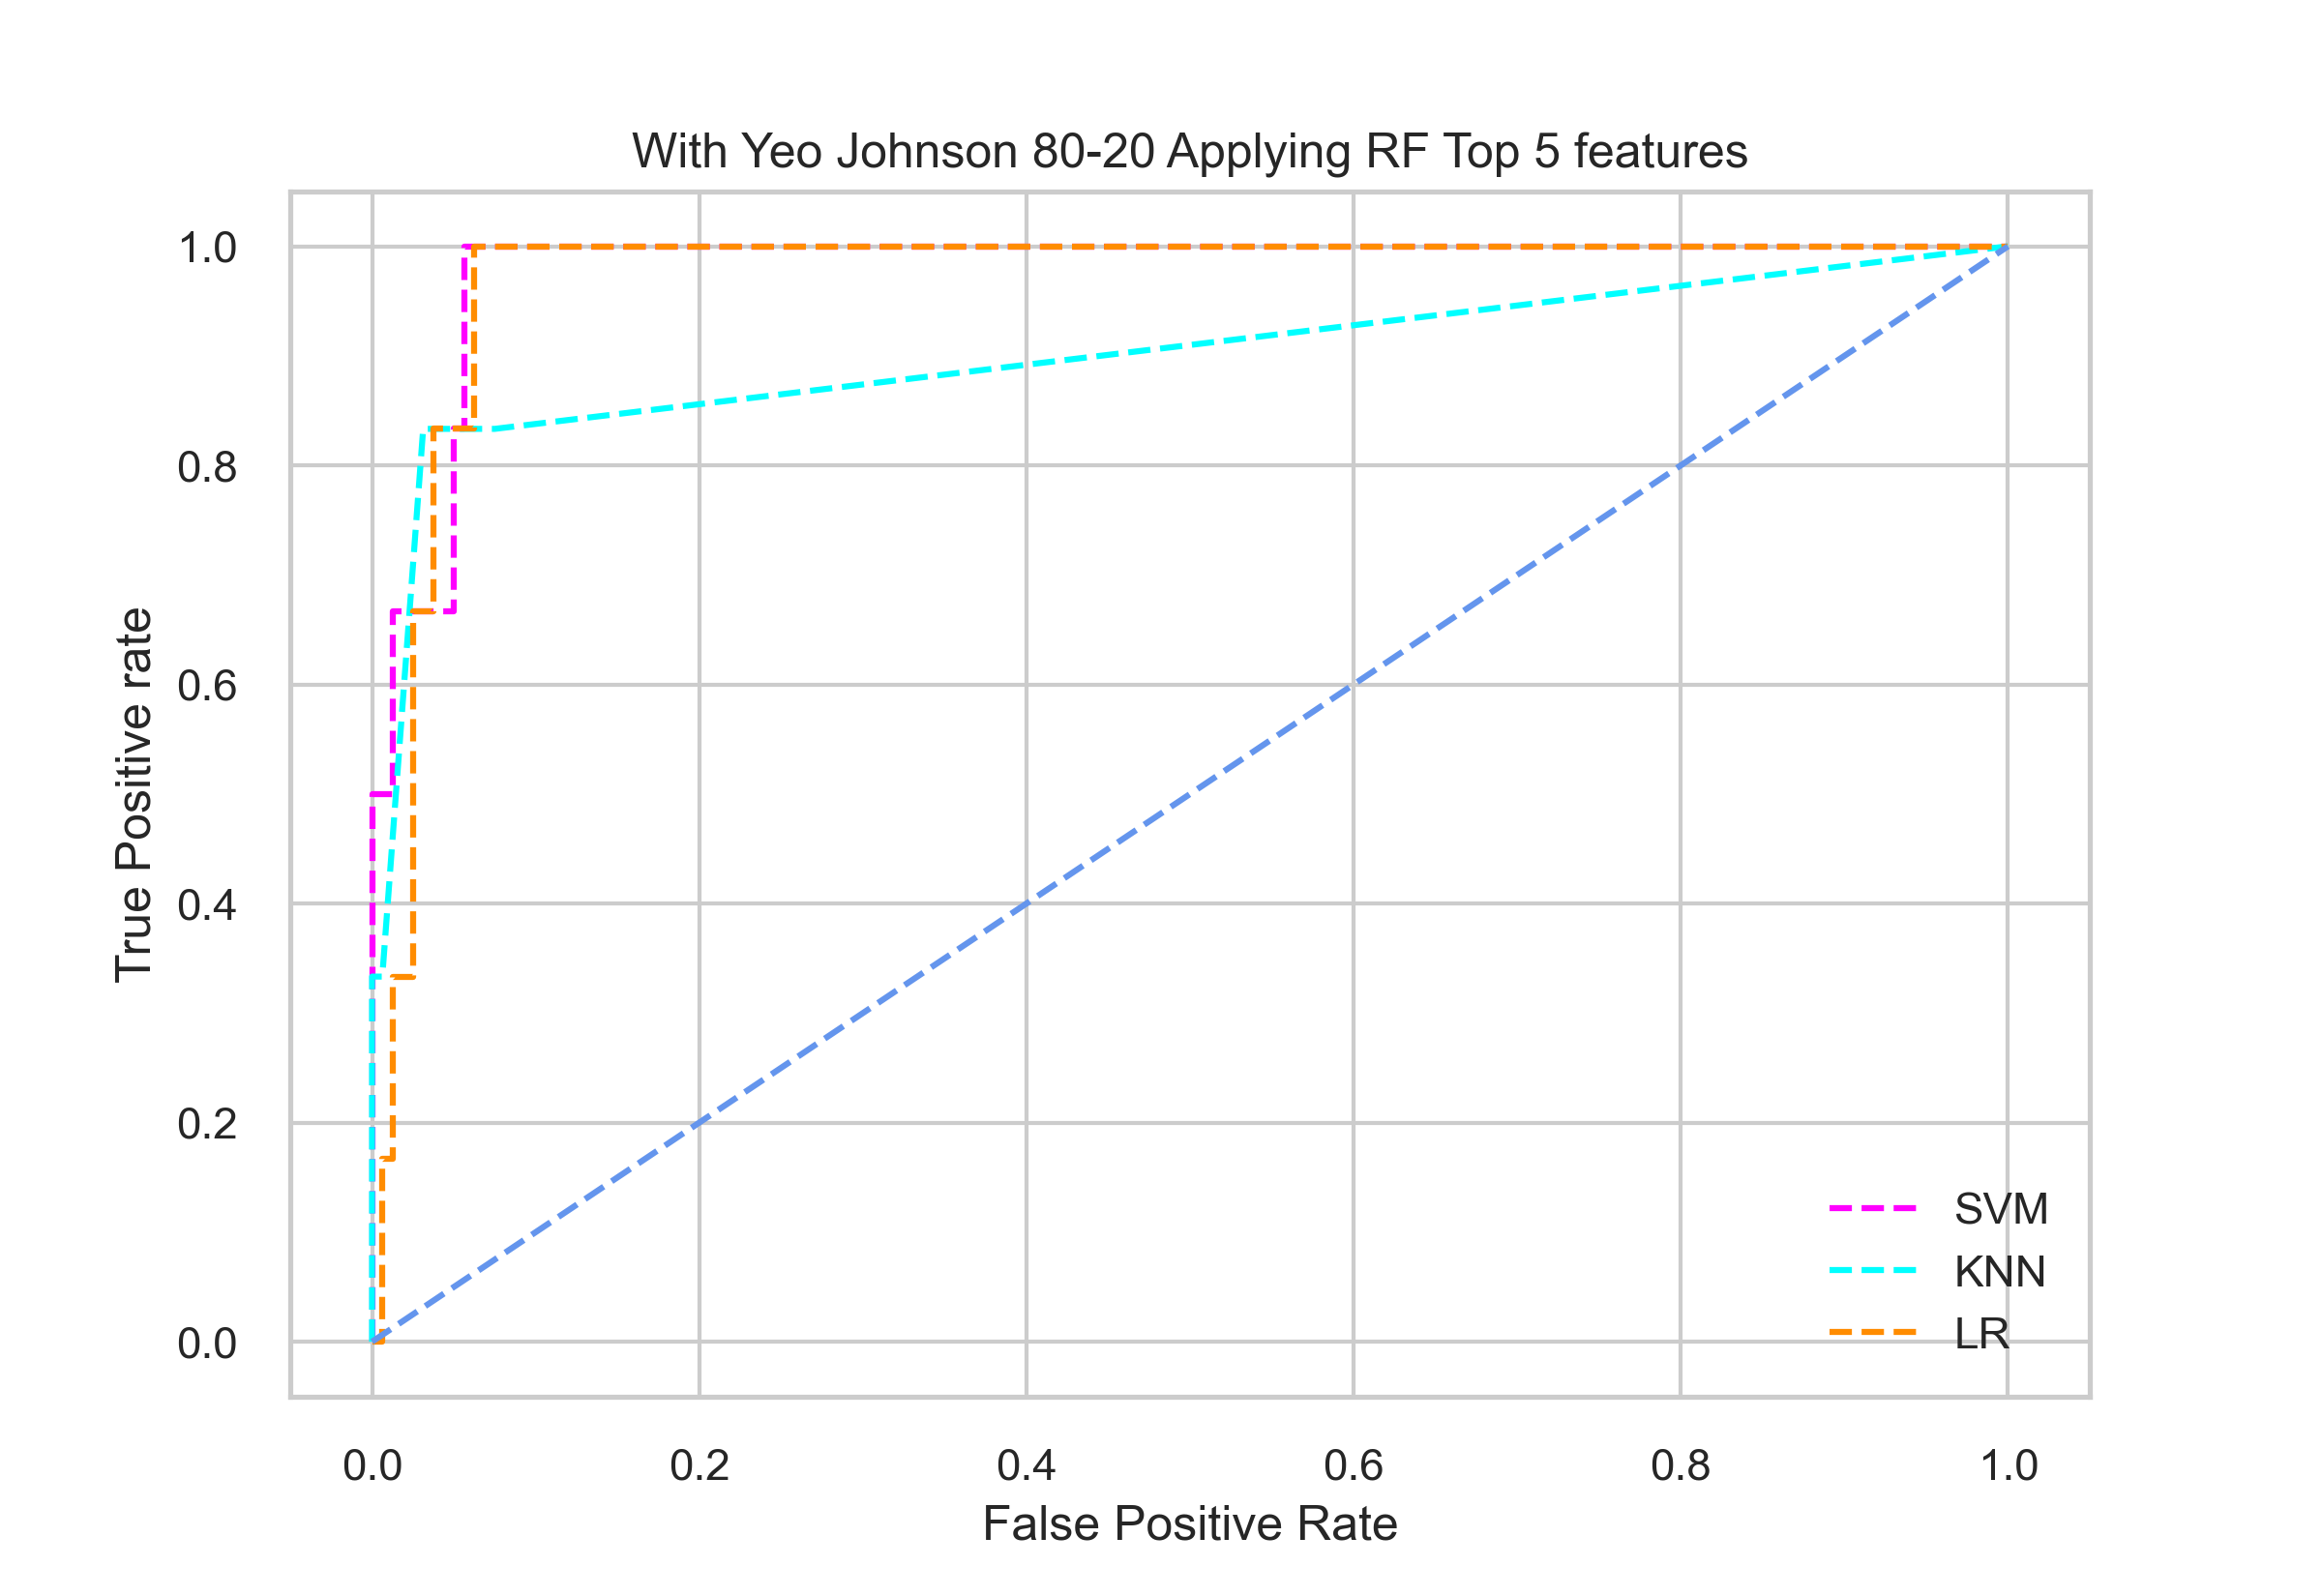 With Yeo Johnson 80-20 Applying RF Top 5 features
1.0
0.8
0.6
0.4
0.2
0.0
True Positive rate
SVM
KNN
LR
0.0 0.2 0.4 0.6 0.8 1.0
False Positive Rate